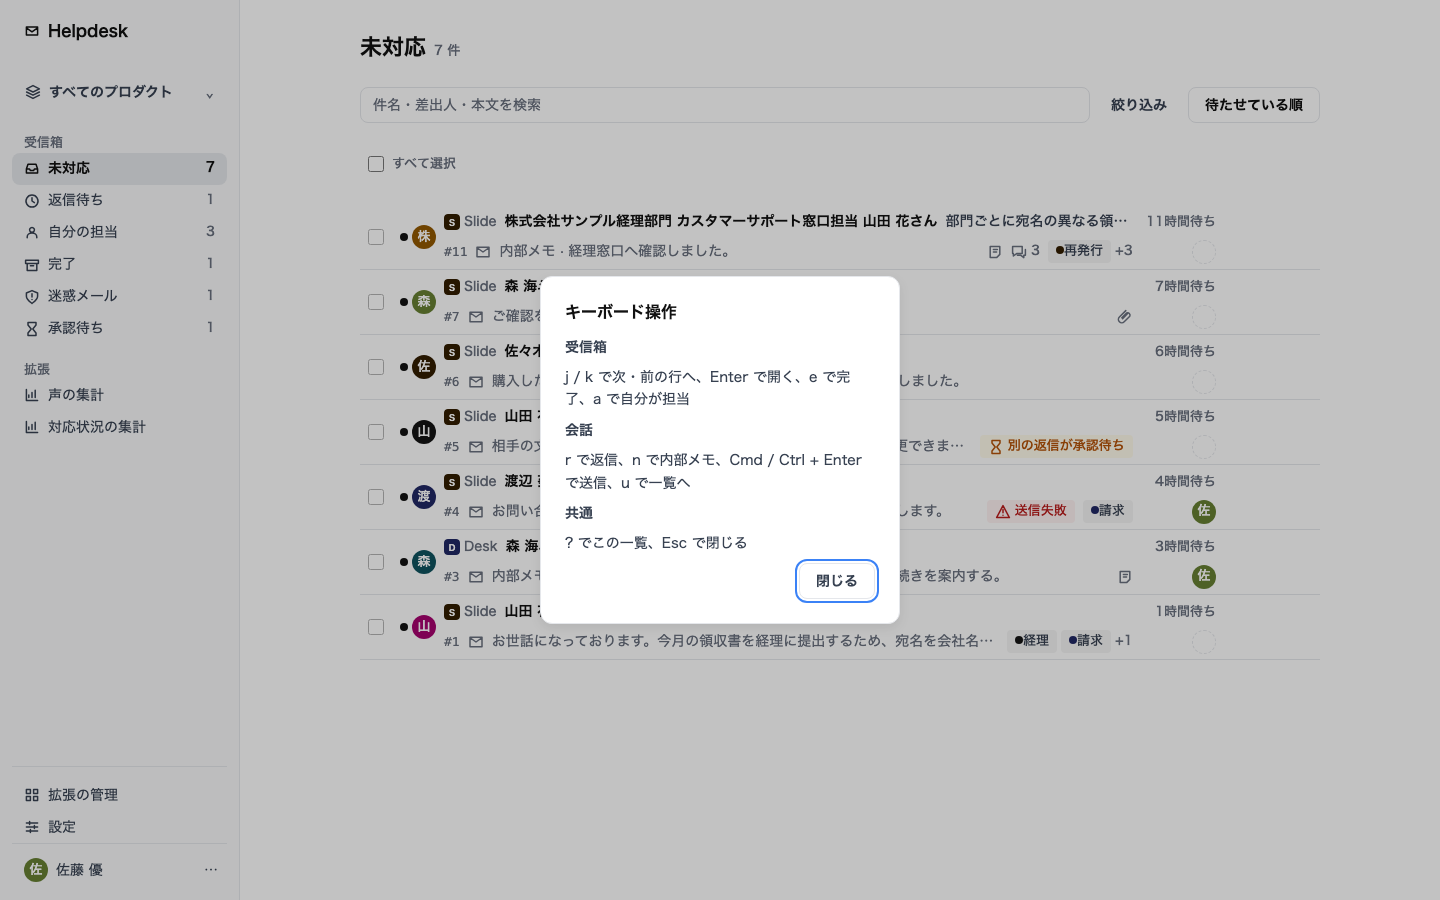 Helpdesk
すべてのプロダクト
受信箱
未対応 7
返信待ち 1
自分の担当 3
完了 1
迷惑メール 1
承認待ち 1
拡張
声の集計
対応状況の集計
拡張の管理
設定
佐 佐藤 優 …
未対応 7 件
件名・差出人・本文を検索 絞り込み 待たせている順
すべて選択
株 S Slide 株式会社サンプル経理部門 カスタマーサポート窓口担当 山田 花さん 部門ごとに宛名の異なる領… 11時間待ち
#11 内部メモ · 経理窓口へ確認しました。 3 再発行 +3
森 S Slide 森 海 7時間待ち
#7 ご確認
佐 S Slide 佐々木 6時間待ち
#6 購入した しました。
山 S Slide 山田 5時間待ち
#5 相手の 更できま… 別の返信が承認待ち
渡 S Slide 渡辺 4時間待ち
#4 お問い合 します。 送信失敗 請求 佐
森 D Desk 森 海 3時間待ち
#3 内部メモ 続きを案内する。 佐
山 S Slide 山田 1時間待ち
#1 お世話になっております。今月の領収書を経理に提出するため、宛名を会社名… 経理 請求 +1
キーボード操作
受信箱
j / k で次・前の行へ、Enter で開く、e で完
了、a で自分が担当
会話
r で返信、n で内部メモ、Cmd / Ctrl + Enter
で送信、u で一覧へ
共通
? でこの一覧、Esc で閉じる
閉じる